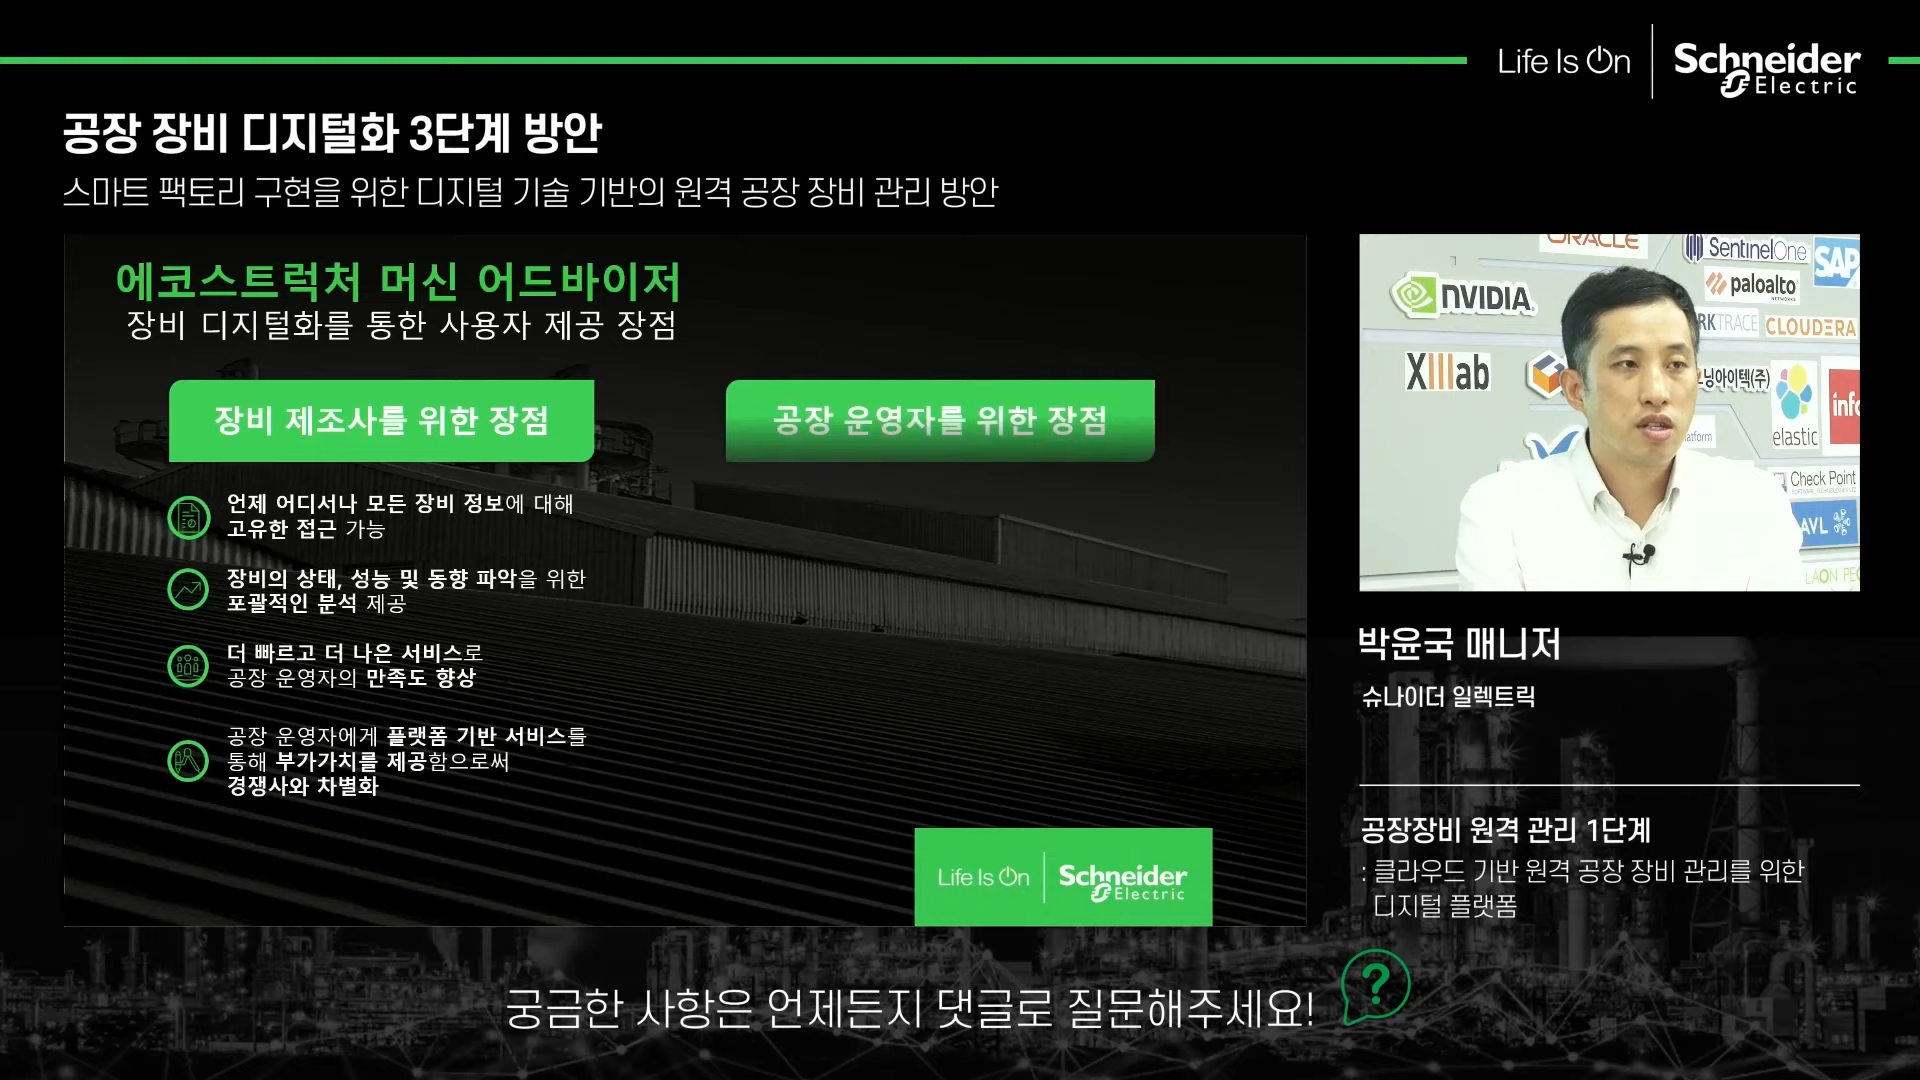 Life Is On
Schneider
Electric
공장 장비 디지털화 3단계 방안
스마트 팩토리 구현을 위한 디지털 기술 기반의 원격 공장 장비 관리 방안
에코스트럭처 머신 어드바이저
장비 디지털화를 통한 사용자 제공 장점
장비 제조사를 위한 장점
언제 어디서나 모든 장비 정보에 대해
고유한 접근 가능
장비의 상태, 성능 및 동향 파악을 위한
포괄적인 분석 제공
더 빠르고 더 나은 서비스로
공장 운영자의 만족도 향상
공장 운영자에게 플랫폼 기반 서비스를
통해 부가가치를 제공함으로써
경쟁사와 차별화
공장 운영자를 위한 장점
Life Is On
Schneider
Electric
ORACLE
SentinelOne
SAP
paloalto
NETWORKS
NVIDIA
RKTRACE
CLOUDERA
XIIIab
닝아이텍(주)
elastic
info
atform
Check Point
AVL
LAON PE
박윤국 매니저
슈나이더 일렉트릭
공장장비 원격 관리 1단계
: 클라우드 기반 원격 공장 장비 관리를 위한
디지털 플랫폼
궁금한 사항은 언제든지 댓글로 질문해주세요!
?